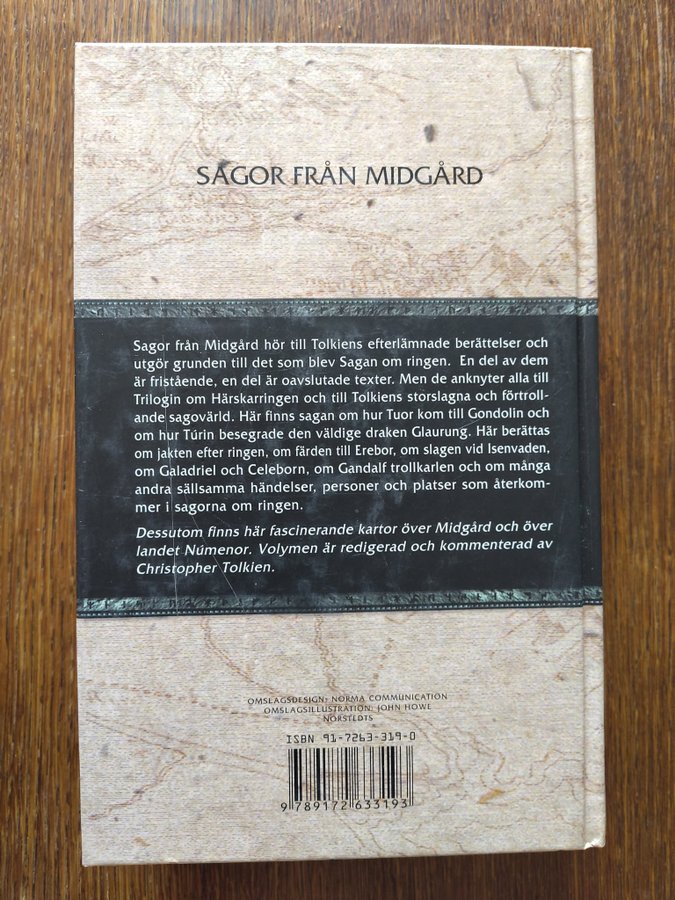 SAGOR FRÅN MIDGÅRD
Sagor från Midgård hör till Tolkiens efterlämnade berättelser och
utgör grunden till det som blev Sagan om ringen. En del av dem
är fristående, en del är oavslutade texter. Men de anknyter alla till
Trilogin om Härskarringen och till Tolkiens storslagna och förtroll-
ande sagovärld. Här finns sagan om hur Tuor kom till Gondolin och
om hur Túrin besegrade den väldige draken Glaurung. Här berättas
om jakten efter ringen, om färden till Erebor, om slagen vid Isenvaden,
om Galadriel och Celeborn, om Gandalf trollkarlen och om många
andra sällsamma händelser, personer och platser som återkom-
mer i sagorna om ringen.
Dessutom finns här fascinerande kartor över Midgård och över
landet Númenor. Volymen är redigerad och kommenterad av
Christopher Tolkien.
OMSLAGSDESIGN: NORMA COMMUNICATION
OMSLAGSILLUSTRATION: JOHN HOWE
NORSTEDTS
ISBN 91-7263-319-0
9 789172 633193